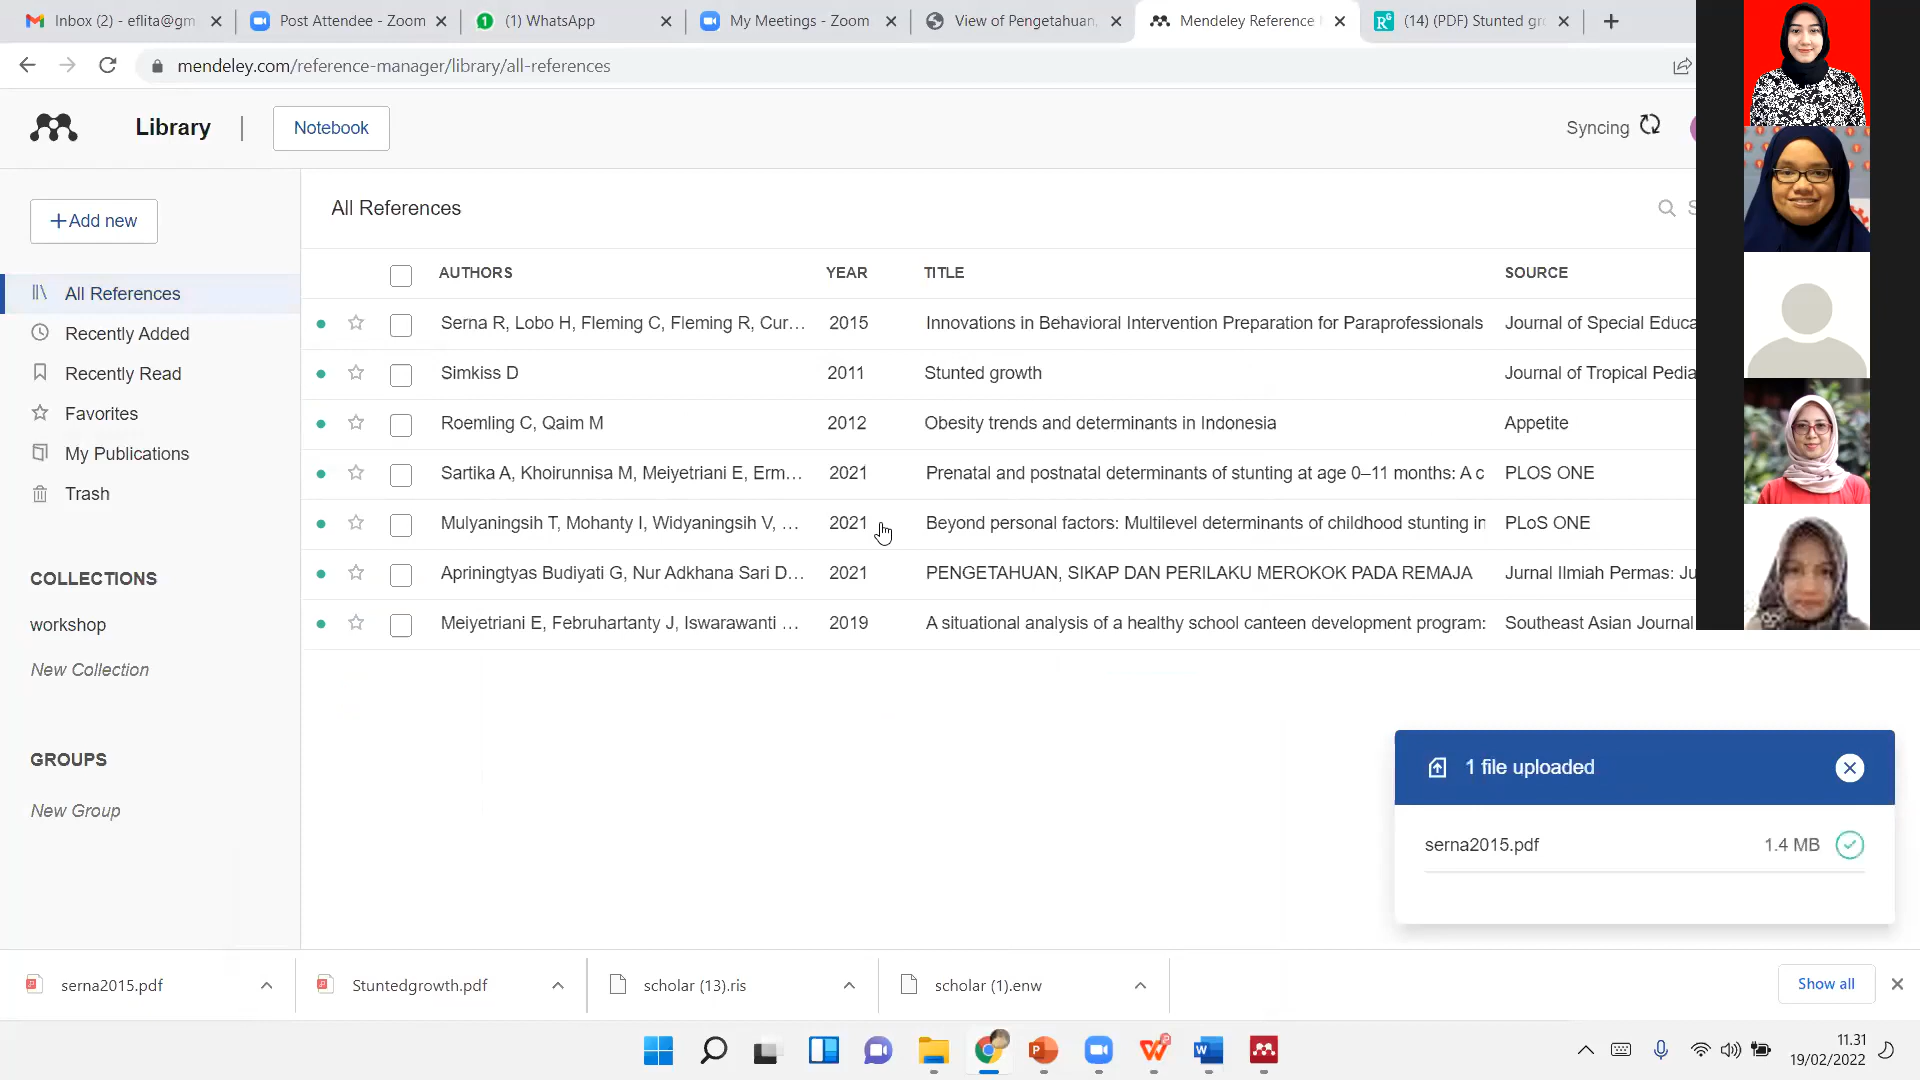 Inbox (2) - eflita@gm
Post Attendee - Zoom
(1) WhatsApp
My Meetings - Zoom
View of Pengetahuan,
Mendeley Reference
(14) (PDF) Stunted gr
mendeley.com/reference-manager/library/all-references
Library
Notebook
Syncing
+Add new
All References
Recently Added
Recently Read
Favorites
My Publications
Trash
COLLECTIONS
workshop
New Collection
GROUPS
New Group
All References
S
AUTHORS YEAR TITLE SOURCE
Serna R, Lobo H, Fleming C, Fleming R, Cur... 2015 Innovations in Behavioral Intervention Preparation for Paraprofessionals Journal of Special Educa
Simkiss D 2011 Stunted growth Journal of Tropical Pedia
Roemling C, Qaim M 2012 Obesity trends and determinants in Indonesia Appetite
Sartika A, Khoirunnisa M, Meiyetriani E, Erm... 2021 Prenatal and postnatal determinants of stunting at age 0–11 months: A c PLOS ONE
Mulyaningsih T, Mohanty I, Widyaningsih V, ... 2021 Beyond personal factors: Multilevel determinants of childhood stunting in PLoS ONE
Apriningtyas Budiyati G, Nur Adkhana Sari D... 2021 PENGETAHUAN, SIKAP DAN PERILAKU MEROKOK PADA REMAJA Jurnal Ilmiah Permas: Ju
Meiyetriani E, Februhartanty J, Iswarawanti ... 2019 A situational analysis of a healthy school canteen development program: Southeast Asian Journal
1 file uploaded
serna2015.pdf 1.4 MB
serna2015.pdf
Stuntedgrowth.pdf
scholar (13).ris
scholar (1).enw
Show all
11.31
19/02/2022